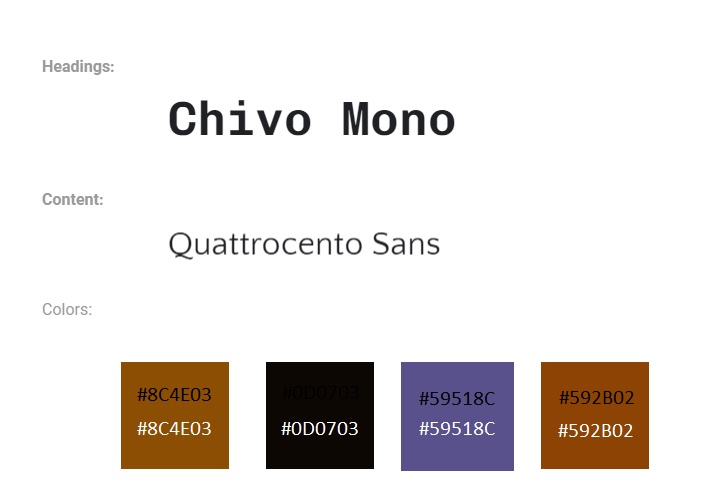 Headings:
Chivo Mono
Content:
Quattrocento Sans
Colors:
#8C4E03 #0D0703 #59518C #592B02
#8C4E03 #0D0703 #59518C #592B02